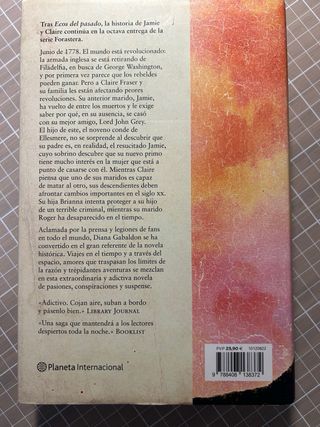 Tras Ecos del pasado, la historia de Jamie
y Claire continúa en la octava entrega de la
serie Forastera.
Junio de 1778. El mundo está revolucionado:
la armada inglesa se está retirando de
Filadelfia, en busca de George Washington,
y por primera vez parece que los rebeldes
pueden ganar. Pero a Claire Fraser y
su familia les están afectando peores
revoluciones. Su anterior marido, Jamie,
ha vuelto de entre los muertos y le exige
saber por qué, en su ausencia, se casó
con su mejor amigo, Lord John Grey.
El hijo de este, el noveno conde de
Ellesmere, no se sorprende al descubrir que
su padre es, en realidad, el resucitado Jamie,
cuyo sobrino descubre que su nuevo primo
tiene mucho interés en la mujer que está a
punto de casarse con él. Mientras Claire
piensa que uno de sus maridos es capaz
de matar al otro, sus descendientes deben
afrontar cambios importantes en el siglo XX.
Su hija Brianna intenta proteger a su hijo
de un terrible criminal, mientras su marido
Roger ha desaparecido en el tiempo.
Aclamada por la prensa y legiones de fans
en todo el mundo, Diana Gabaldon se ha
convertido en el gran referente de la novela
histórica. Viajes en el tiempo y a través del
espacio, amores que traspasan los límites de
la razón y trepidantes aventuras se mezclan
en esta extraordinaria y adictiva novela
de pasiones, conspiraciones y suspense.
«Adictivo. Cojan aire, suban a bordo
y pásenlo bien.» LIBRARY JOURNAL
«Una saga que mantendrá a los lectores
despiertos toda la noche.» BOOKLIST
Planeta Internacional
PVP 25,90 € 10120822
9 788408 138372